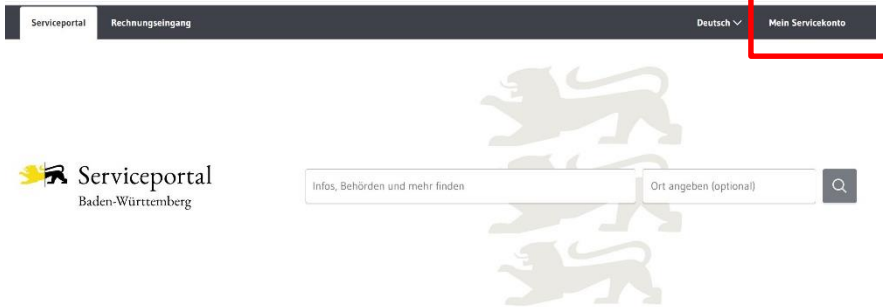 Serviceportal Rechnungseingang Deutsch Mein Servicekonto
Serviceportal
Baden-Württemberg
Infos, Behörden und mehr finden Ort angeben (optional)